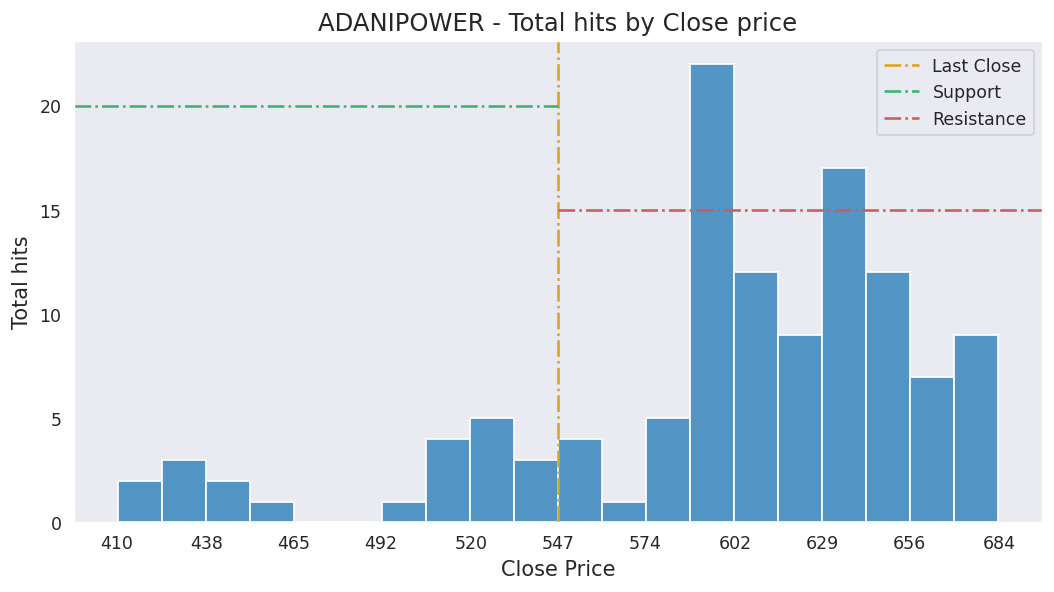 ADANIPOWER - Total hits by Close price
Last Close
Support
Resistance
Total hits
20
15
10
5
0
410 438 465 492 520 547 574 602 629 656 684
Close Price